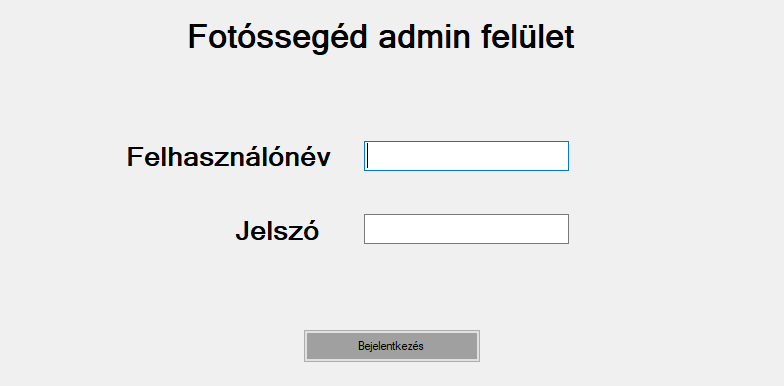 Fotóssegéd admin felület
Felhasználónév
Jelszó
Bejelentkezés